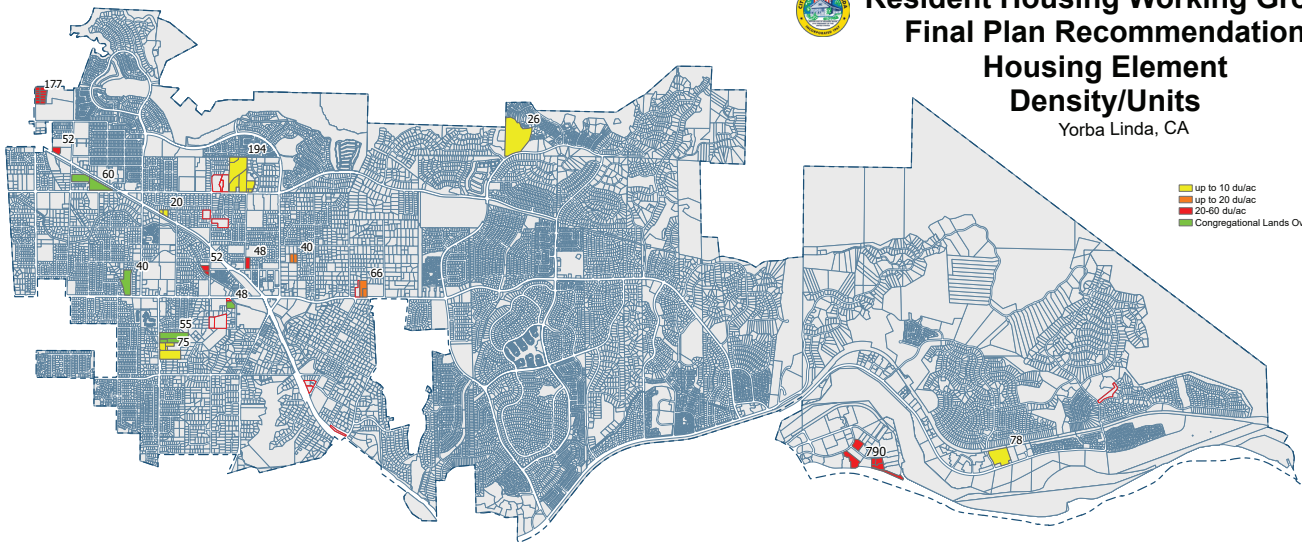 Resident Housing Working Gro
Final Plan Recommendation
Housing Element
Density/Units
Yorba Linda, CA
up to 10 du/ac
up to 20 du/ac
20-60 du/ac
Congregational Lands Ov
177
52
26
194
60
20
48
40
52
40
66
48
55
75
790
78